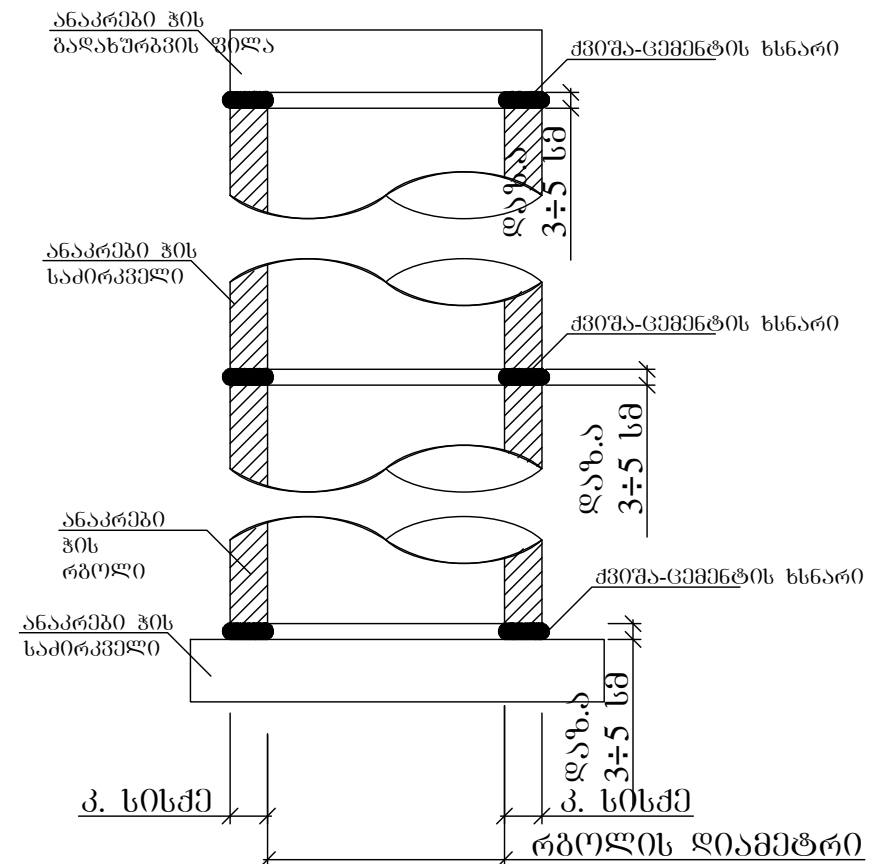 ანაკრები ჭის
გადახურბვის ფილა
ქვიშა-ცემენტის ხსნარი
დაზ.ა
3÷5 სმ
ანაკრები ჭის
საძირკველი
ქვიშა-ცემენტის ხსნარი
დაზ.ა
3÷5 სმ
ანაკრები
ჭის
რგოლი
ქვიშა-ცემენტის ხსნარი
ანაკრები ჭის
საძირკველი
დაზ.ა
3÷5 სმ
კ. სისქე
კ. სისქე
რგოლის დიამეტრი